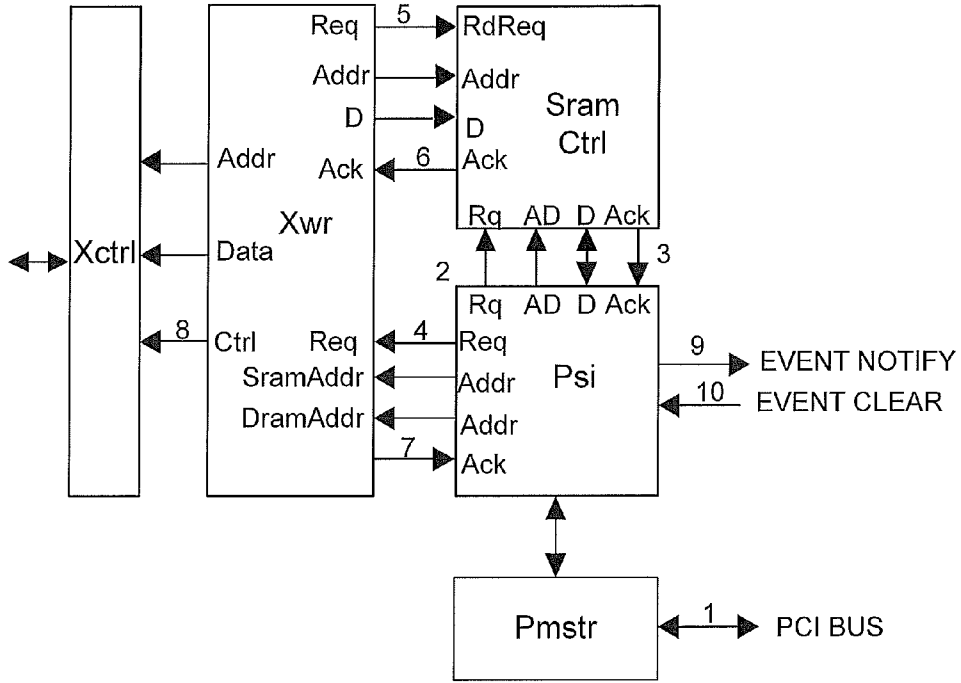 Req 5 RdReq
Addr Addr
D D
Sram
Ctrl
Ack 6 Ack
Addr
Xwr
Rq AD D Ack
Xctrl
Data
2 3
Rq AD D Ack
8 Ctrl
Req 4 Req
SramAddr Addr
DramAddr Addr
7 Ack
Psi
9 EVENT NOTIFY
10 EVENT CLEAR
Pmstr
1 PCI BUS